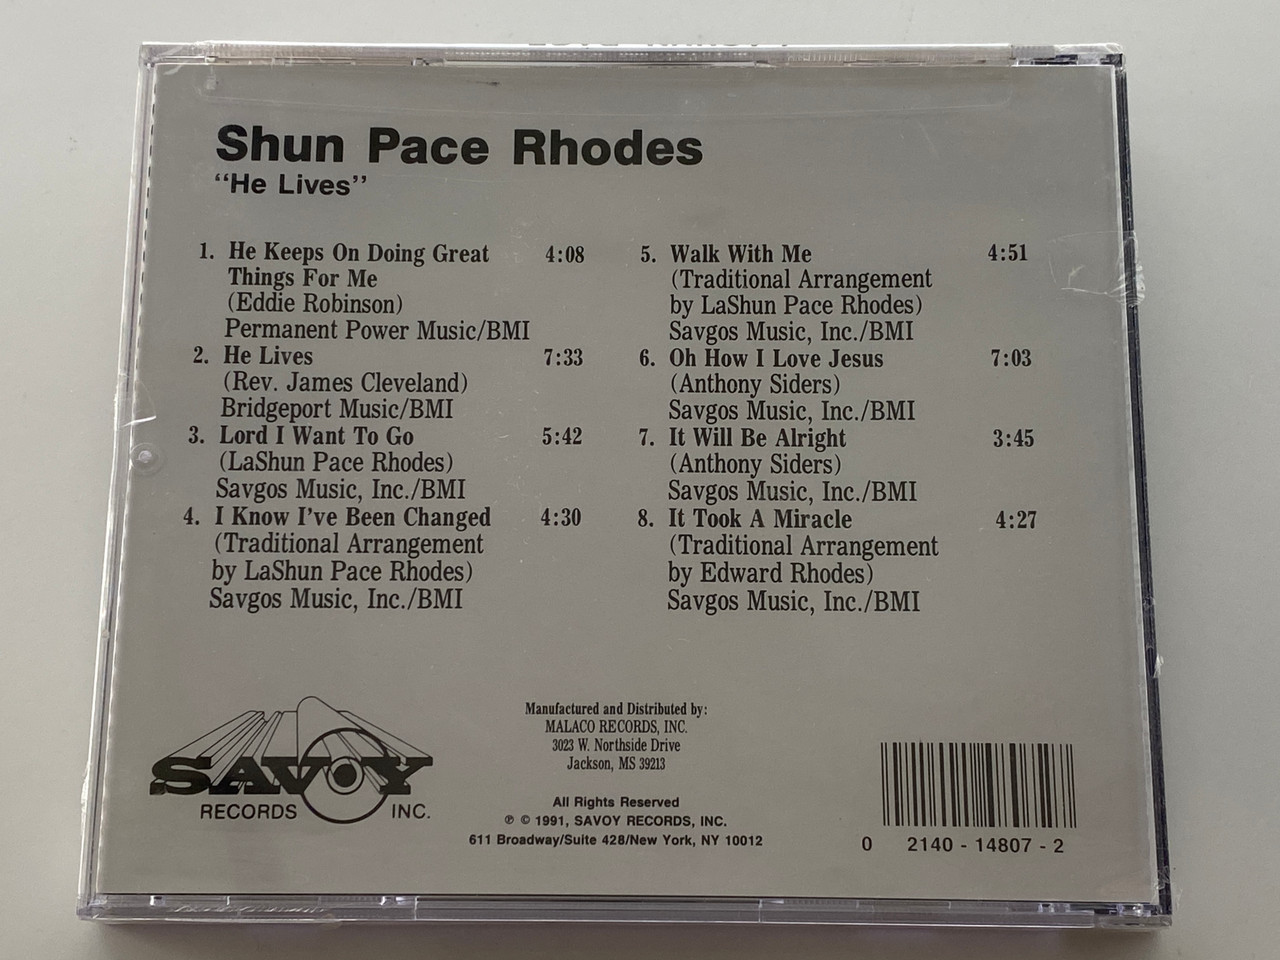 Shun Pace Rhodes
“He Lives”
1. He Keeps On Doing Great 4:08
Things For Me
(Eddie Robinson)
Permanent Power Music/BMI
2. He Lives 7:33
(Rev. James Cleveland)
Bridgeport Music/BMI
3. Lord I Want To Go 5:42
(LaShun Pace Rhodes)
Savgos Music, Inc./BMI
4. I Know I’ve Been Changed 4:30
(Traditional Arrangement
by LaShun Pace Rhodes)
Savgos Music, Inc./BMI
5. Walk With Me 4:51
(Traditional Arrangement
by LaShun Pace Rhodes)
Savgos Music, Inc./BMI
6. Oh How I Love Jesus 7:03
(Anthony Siders)
Savgos Music, Inc./BMI
7. It Will Be Alright 3:45
(Anthony Siders)
Savgos Music, Inc./BMI
8. It Took A Miracle 4:27
(Traditional Arrangement
by Edward Rhodes)
Savgos Music, Inc./BMI
SAVOY
RECORDS INC.
Manufactured and Distributed by:
MALACO RECORDS, INC.
3023 W. Northside Drive
Jackson, MS 39213
All Rights Reserved
℗ © 1991, SAVOY RECORDS, INC.
611 Broadway/Suite 428/New York, NY 10012
0 2140 - 14807 - 2